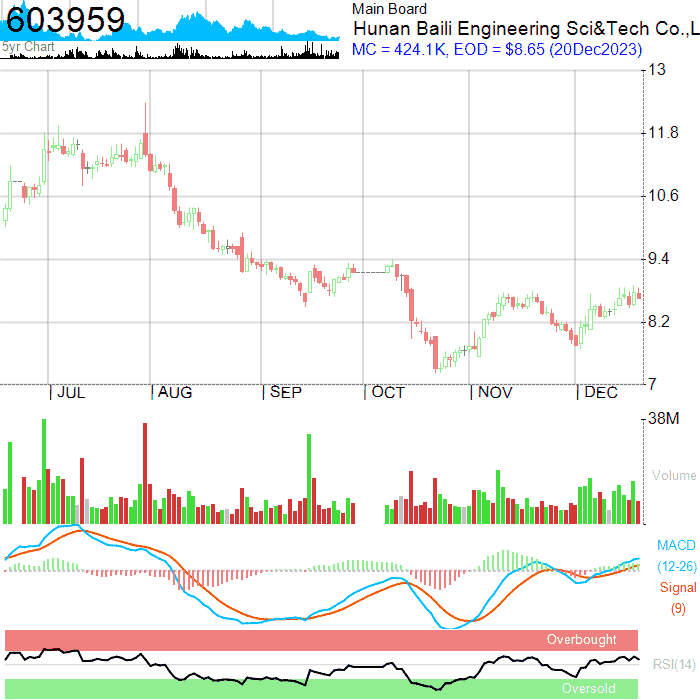 603959
5yr Chart
Main Board
Hunan Baili Engineering Sci&Tech Co.,L
MC = 424.1K, EOD = $8.65 (20Dec2023)
13
11.8
10.6
9.4
8.2
7
JUL AUG SEP OCT NOV DEC
38M
Volume
MACD
(12-26)
Signal
(9)
Overbought
RSI(14)
Oversold